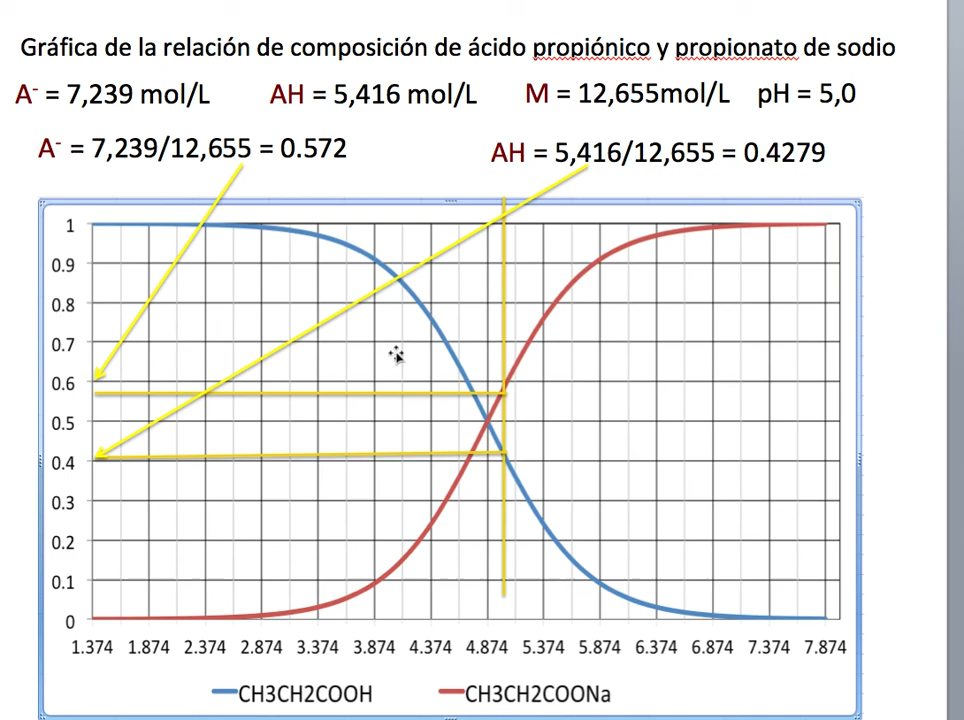 Gráfica de la relación de composición de ácido propiónico y propionato de sodio
A⁻ = 7,239 mol/L AH = 5,416 mol/L M = 12,655mol/L pH = 5,0
A⁻ = 7,239/12,655 = 0.572 AH = 5,416/12,655 = 0.4279
1
0.9
0.8
0.7
0.6
0.5
0.4
0.3
0.2
0.1
0
1.374 1.874 2.374 2.874 3.374 3.874 4.374 4.874 5.374 5.874 6.374 6.874 7.374 7.874
CH3CH2COOH CH3CH2COONa